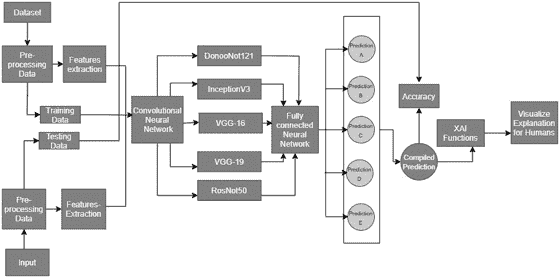 Dataset
Pre-
processing
Data
Features
extraction
Training
Data
Testing
Data
Pre-
processing
Data
Features-
Extraction
Input
Convolutional
Neural
Network
DonooNot121
InceptionV3
VGG-16
VGG-19
RosNot50
Fully
connected
Neural
Network
Prediction
A
Prediction
B
Prediction
C
Prediction
D
Prediction
E
Accuracy
Compiled
Prediction
XAI
Functions
Visualize
Explanation
for Humans